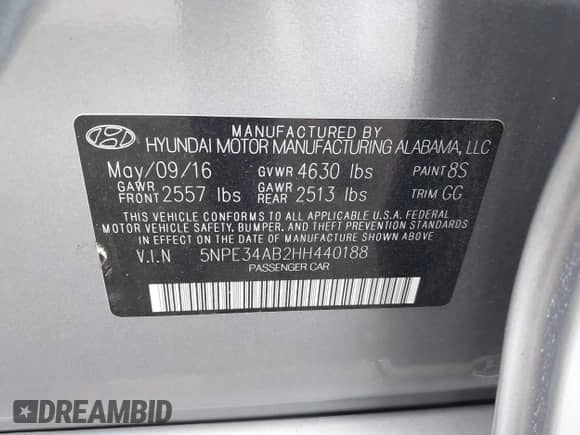 MANUFACTURED BY
HYUNDAI MOTOR MANUFACTURING ALABAMA, LLC
May/09/16 GVWR 4630 lbs PAINT 8S
GAWR FRONT 2557 lbs GAWR REAR 2513 lbs TRIM GG
THIS VEHICLE CONFORMS TO ALL APPLICABLE U.S.A. FEDERAL
MOTOR VEHICLE SAFETY, BUMPER, AND THEFT PREVENTION STANDARDS
IN EFFECT ON THE DATE OF MANUFACTURE SHOWN ABOVE.
V.I.N 5NPE34AB2HH440188
PASSENGER CAR
DREAMBID